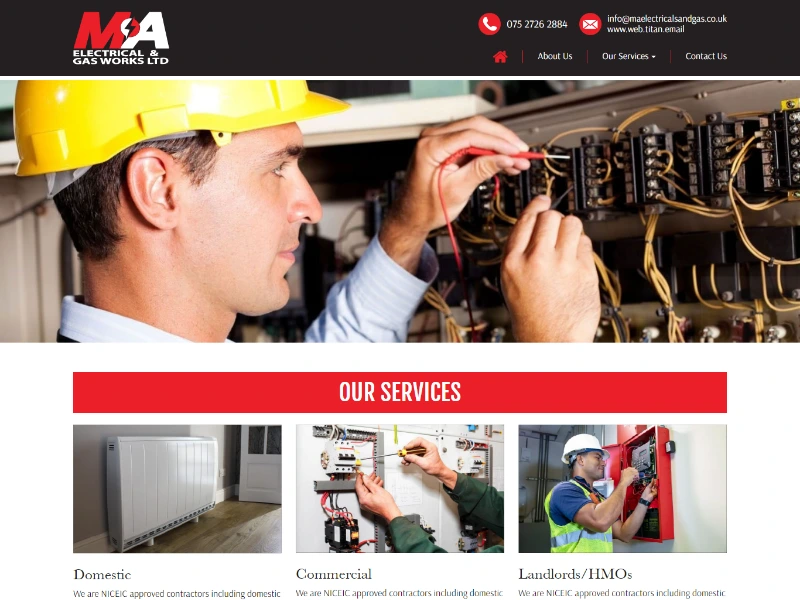 M&A
ELECTRICAL &
GAS WORKS LTD
075 2726 2884
info@maelectricalsandgas.co.uk
www.web.titan.email
About Us
Our Services
Contact Us
OUR SERVICES
Domestic
We are NICEIC approved contractors including domestic
Commercial
We are NICEIC approved contractors including domestic
Landlords/HMOs
We are NICEIC approved contractors including domestic